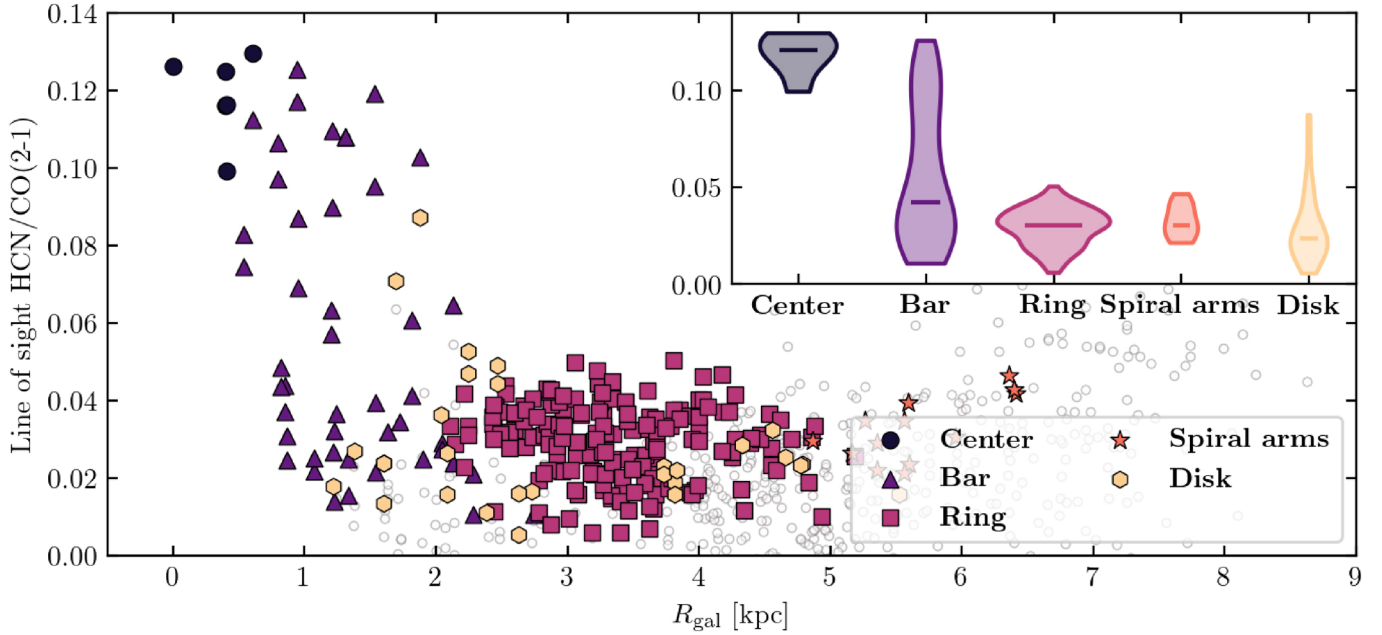 0.14
0.12
0.10
0.08
0.06
0.04
0.02
0.00
Line of sight HCN/CO(2-1)
0.10
0.05
0.00
Center Bar Ring Spiral arms Disk
Center
Bar
Ring
Spiral arms
Disk
0 1 2 3 4 5 6 7 8 9
R_gal [kpc]